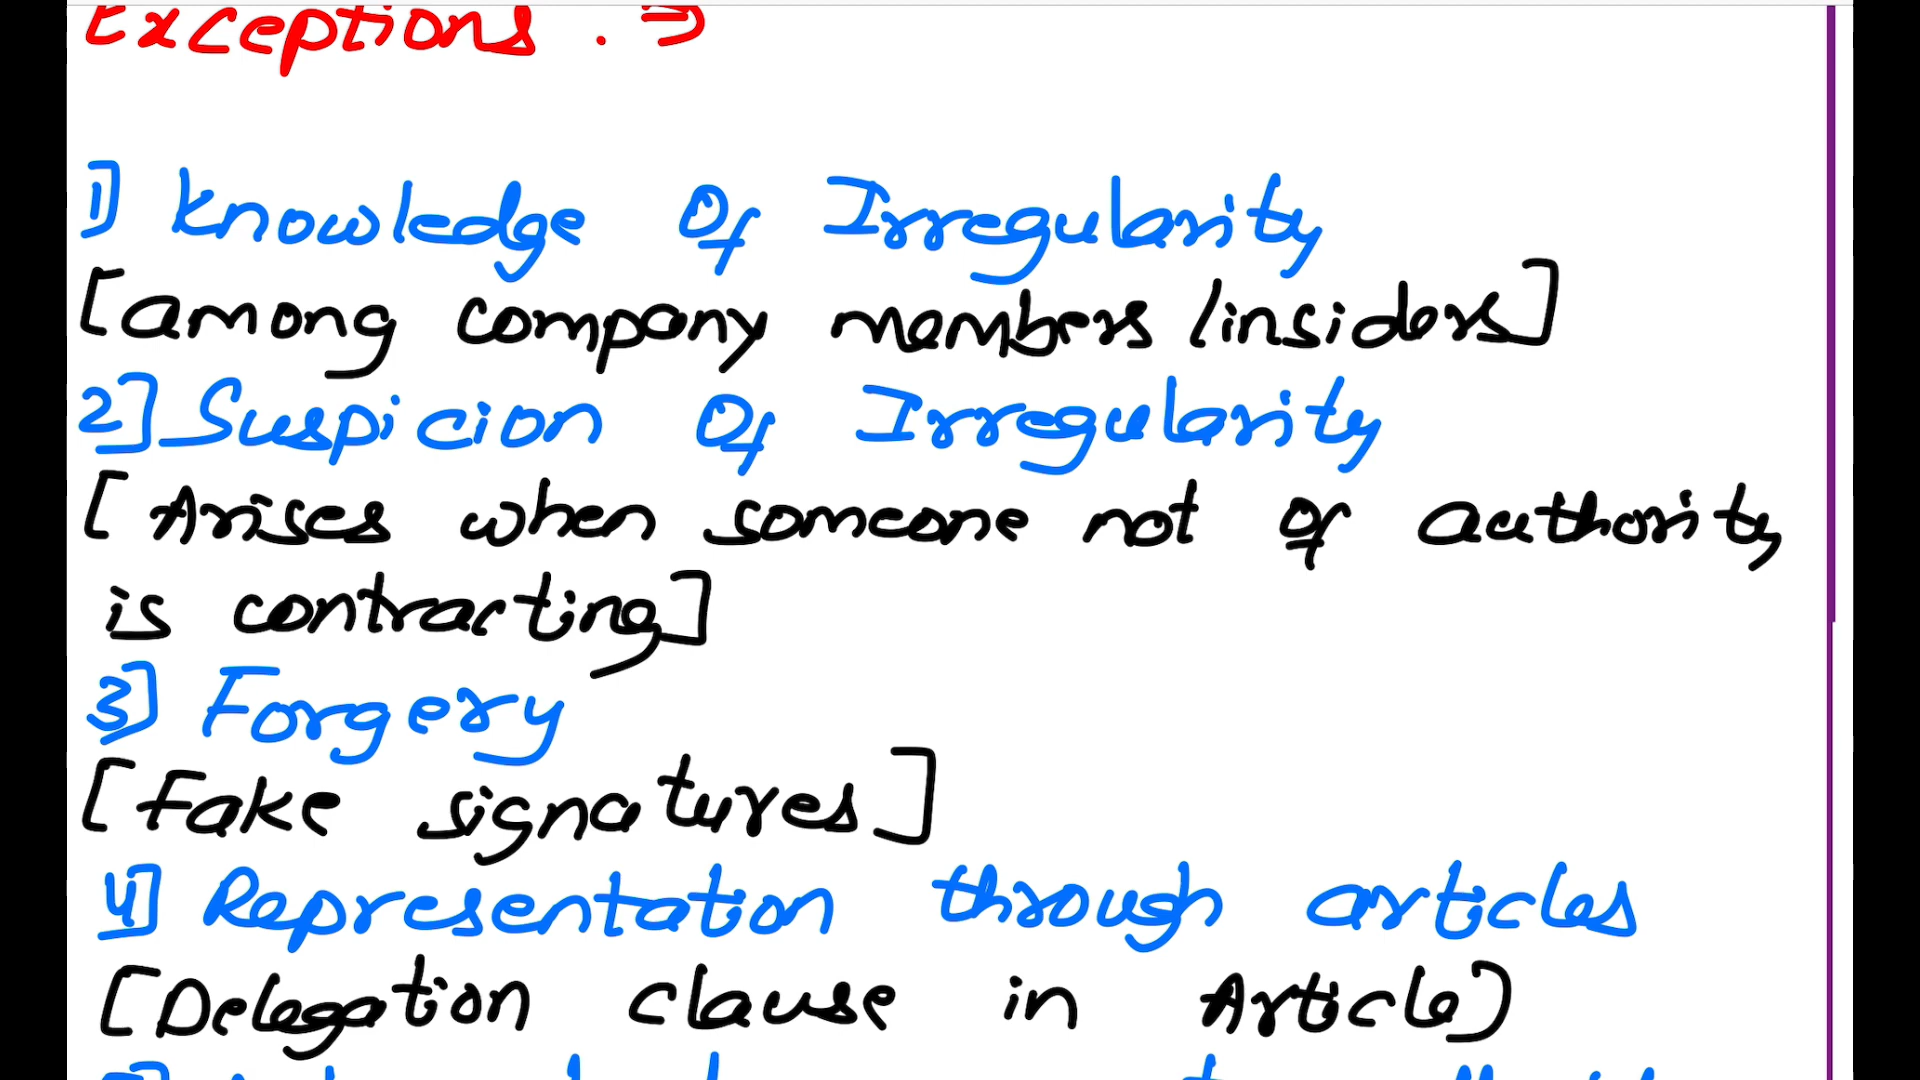 Exceptions : ⇒
1] Knowledge Of Irregularity
[among company members /insiders]
2] Suspicion Of Irregularity
[Arises when someone not of authority
is contracting]
3] Forgery
[Fake signatures]
4] Representation through articles
[Delegation clause in Article)